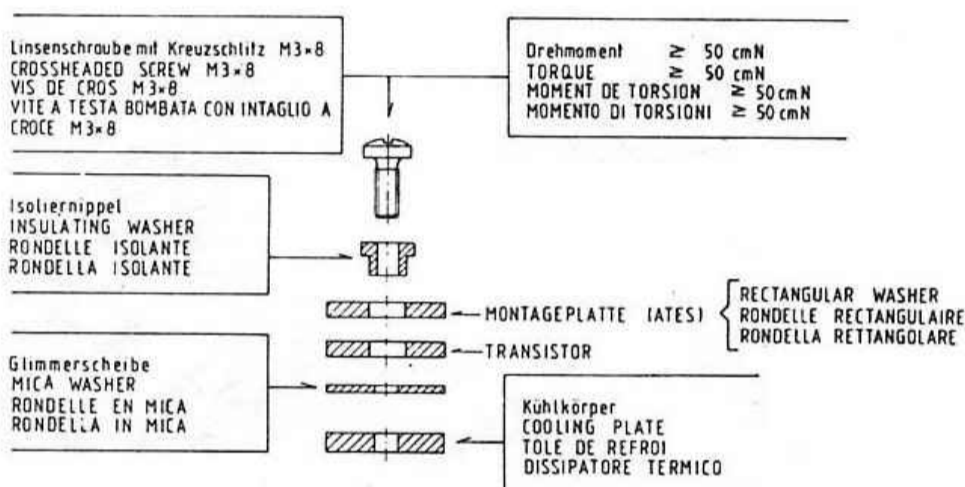 Linsenschraube mit Kreuzschlitz M3×8
CROSSHEADED SCREW M3×8
VIS DE CROS M3×8
VITE A TESTA BOMBATA CON INTAGLIO A
CROCE M3×8
Drehmoment ≥ 50 cmN
TORQUE ≥ 50 cmN
MOMENT DE TORSION ≥ 50 cmN
MOMENTO DI TORSIONI ≥ 50 cmN
Isoliernippel
INSULATING WASHER
RONDELLE ISOLANTE
RONDELLA ISOLANTE
MONTAGEPLATTE (ATES)
RECTANGULAR WASHER
RONDELLE RECTANGULAIRE
RONDELLA RETTANGOLARE
TRANSISTOR
Glimmerscheibe
MICA WASHER
RONDELLE EN MICA
RONDELLA IN MICA
Kühlkörper
COOLING PLATE
TOLE DE REFROI
DISSIPATORE TERMICO